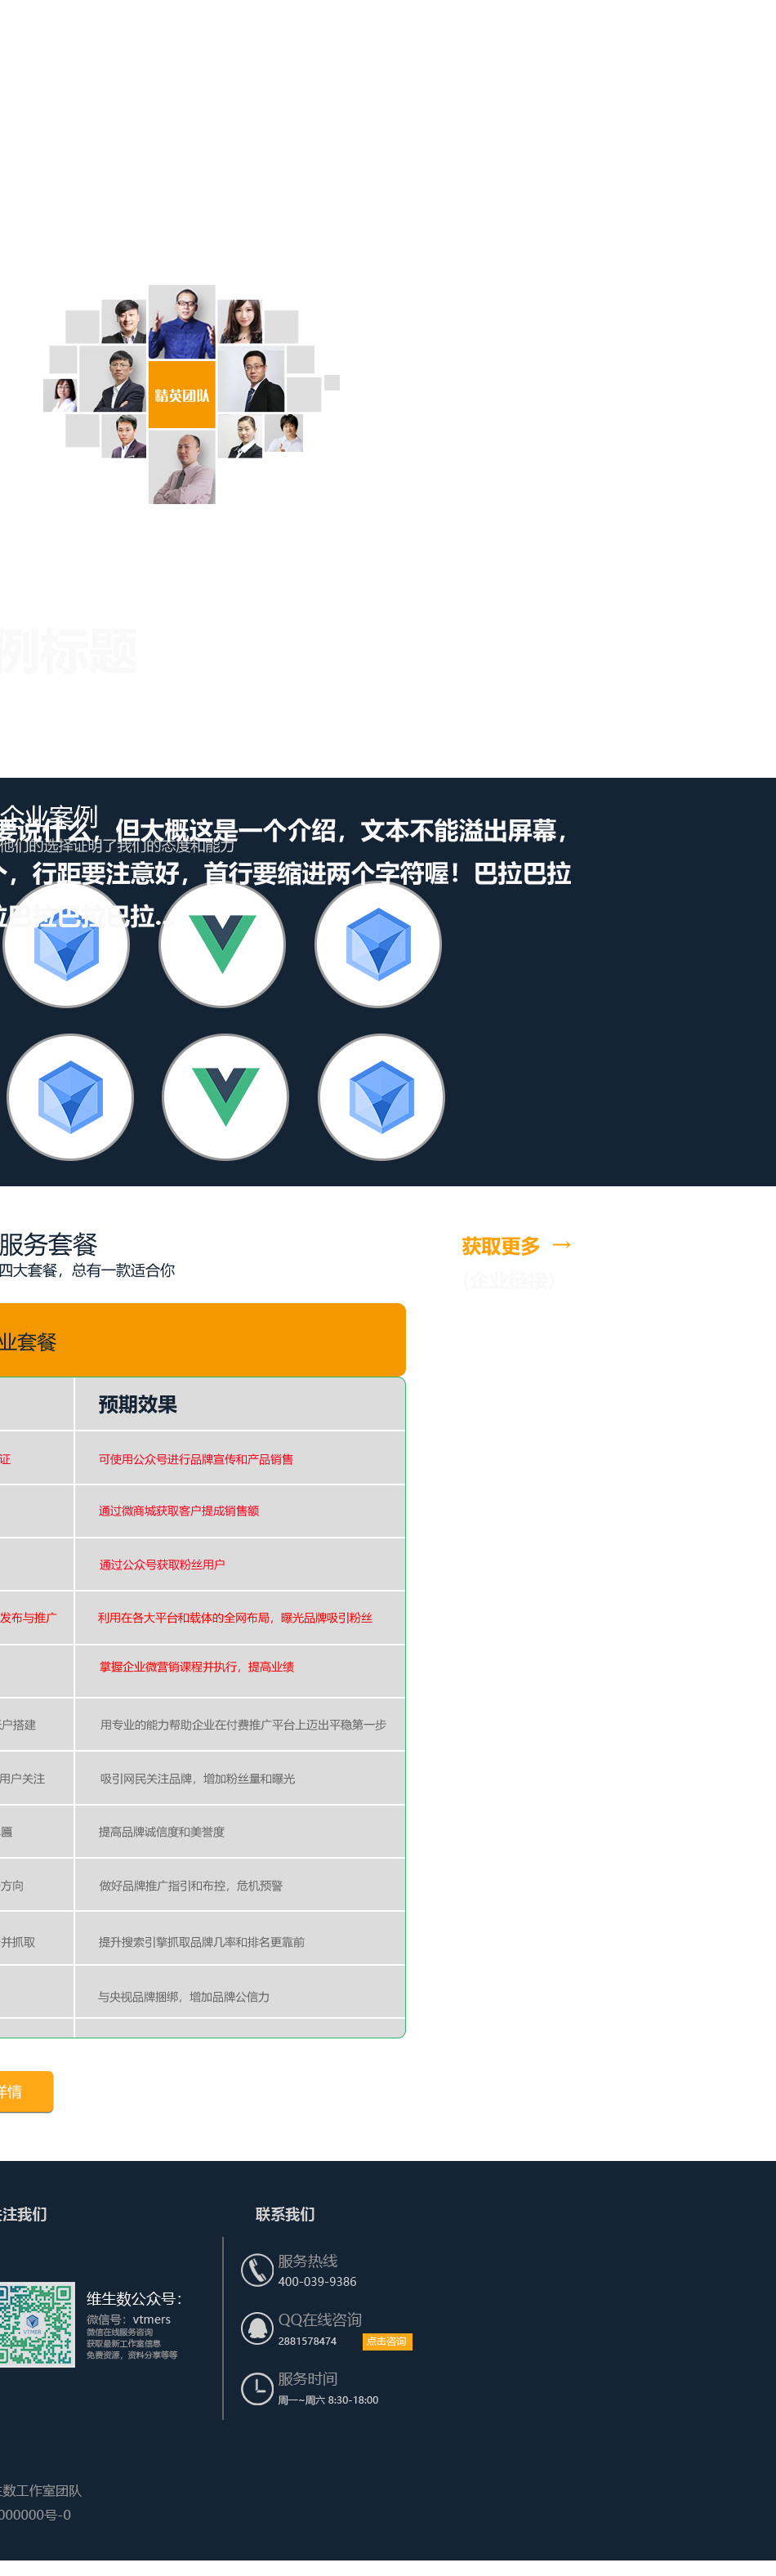 精英团队
例标题
企业案例
要说什么，但大概这是一个介绍，文本不能溢出屏幕，
他们的选择证明了我们的态度和能力
个，行距要注意好，首行要缩进两个字符喔！巴拉巴拉
拉巴拉巴拉巴拉...
服务套餐
四大套餐，总有一款适合你
获取更多 →
(企业链接)
业套餐
预期效果
证
可使用公众号进行品牌宣传和产品销售
通过微商城获取客户提成销售额
通过公众号获取粉丝用户
发布与推广
利用在各大平台和载体的全网布局，曝光品牌吸引粉丝
掌握企业微营销课程并执行，提高业绩
户搭建
用专业的能力帮助企业在付费推广平台上迈出平稳第一步
用户关注
吸引网民关注品牌，增加粉丝量和曝光
提高品牌诚信度和美誉度
方向
做好品牌推广指引和布控，危机预警
并抓取
提升搜索引擎抓取品牌几率和排名更靠前
与央视品牌捆绑，增加品牌公信力
详情
注我们
联系我们
VTMER
维生数公众号：
微信号：vtmers
微信在线服务咨询
获取最新工作室信息
免费资源，资料分享等等
服务热线
400-039-9386
QQ在线咨询
2881578474
点击咨询
服务时间
周一~周六 8:30-18:00
生数工作室团队
000000号-0